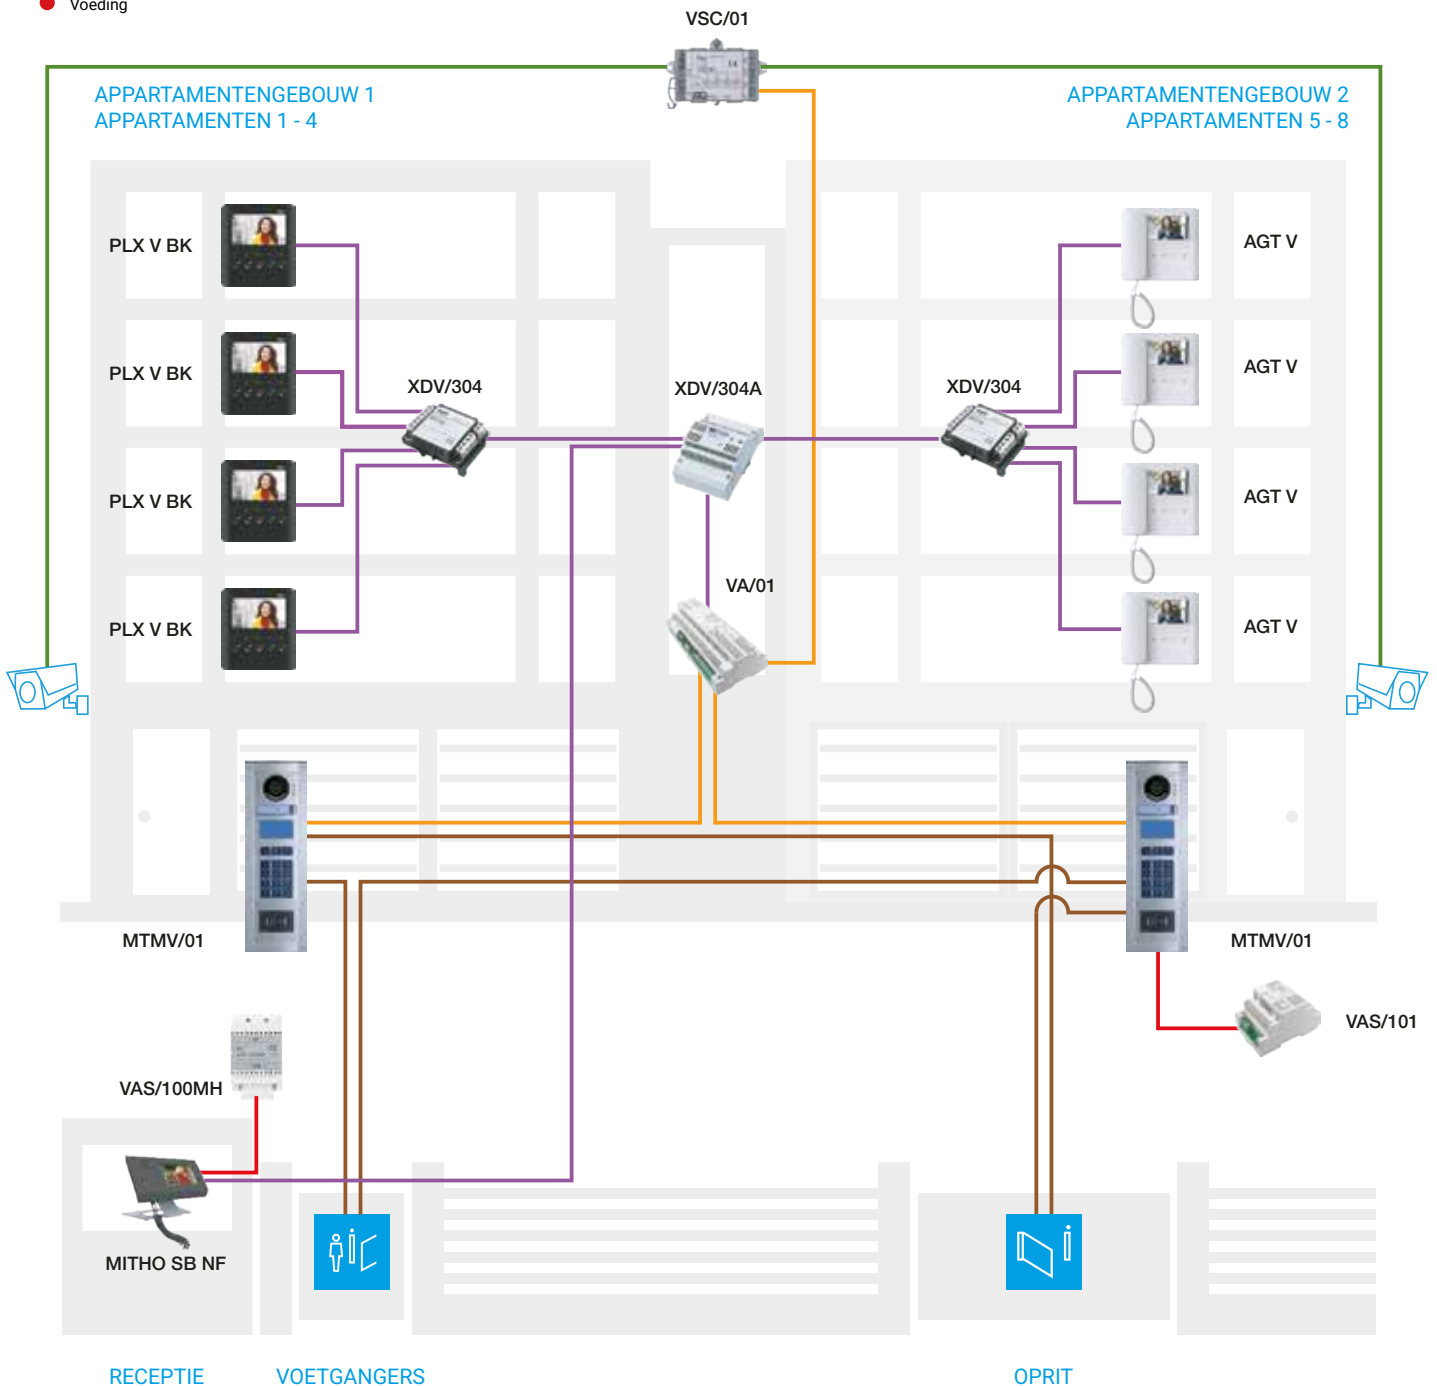 Voeding
VSC/01
APPARTAMENTENGEBOUW 1
APPARTAMENTEN 1 - 4
APPARTAMENTENGEBOUW 2
APPARTAMENTEN 5 - 8
PLX V BK
AGT V
PLX V BK
AGT V
XDV/304
XDV/304A
XDV/304
PLX V BK
AGT V
VA/01
PLX V BK
AGT V
MTMV/01
MTMV/01
VAS/101
VAS/100MH
MITHO SB NF
RECEPTIE
VOETGANGERS
OPRIT